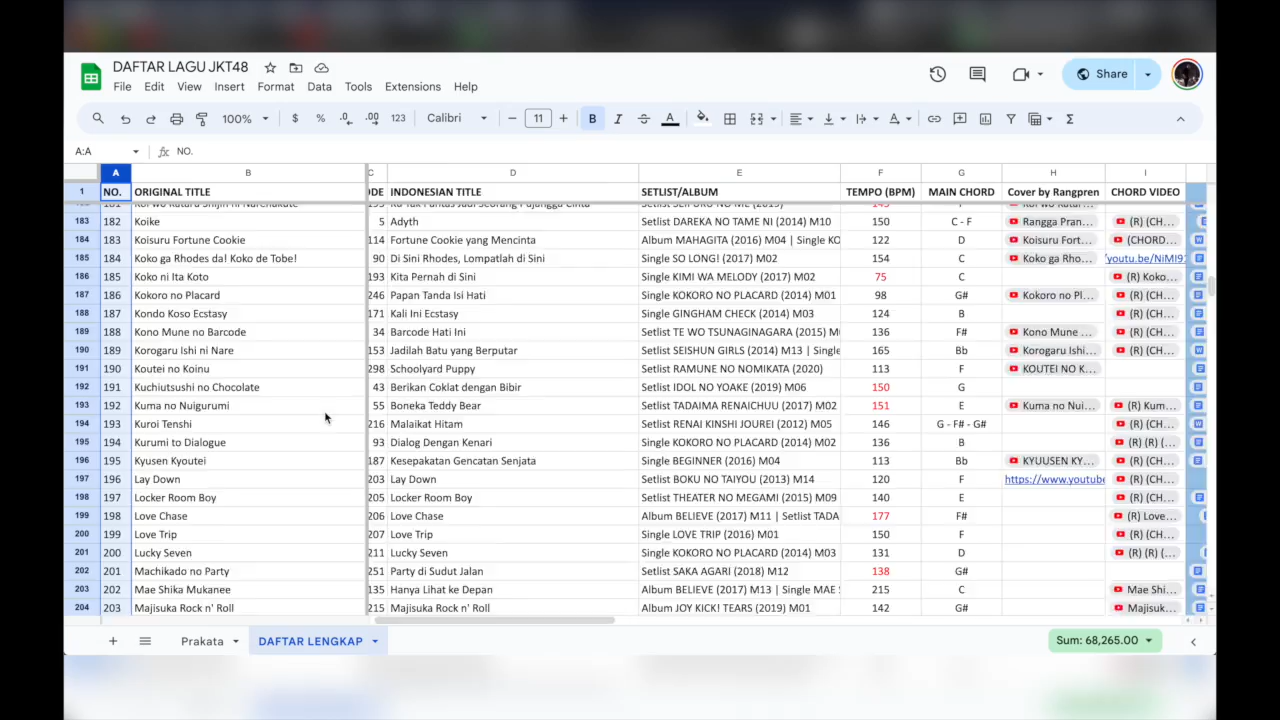 DAFTAR LAGU JKT48
File Edit View Insert Format Data Tools Extensions Help
Share
100% $ % .0 .00 123 Calibri 11 B I A Σ
A:A fx NO.
A B C D E F G H I
1 NO. ORIGINAL TITLE ODE INDONESIAN TITLE SETLIST/ALBUM TEMPO (BPM) MAIN CHORD Cover by Rangpren CHORD VIDEO
183 182 Koike 5 Adyth Setlist DAREKA NO TAME NI (2014) M10 150 C - F Rangga Pran... (R) (CH...
184 183 Koisuru Fortune Cookie 114 Fortune Cookie yang Mencinta Album MAHAGITA (2016) M04 | Single KO 122 D Koisuru Fort... (CHORD...
185 184 Koko ga Rhodes da! Koko de Tobe! 90 Di Sini Rhodes, Lompatlah di Sini Single SO LONG! (2017) M02 154 C Koko ga Rho... /youtu.be/NiMI91
186 185 Koko ni Ita Koto 193 Kita Pernah di Sini Single KIMI WA MELODY (2017) M02 75 C (R) Koko...
187 186 Kokoro no Placard 246 Papan Tanda Isi Hati Single KOKORO NO PLACARD (2014) M01 98 G# Kokoro no Pl... (R) (CH...
188 187 Kondo Koso Ecstasy 171 Kali Ini Ecstasy Single GINGHAM CHECK (2014) M03 124 B (R) (CH...
189 188 Kono Mune no Barcode 34 Barcode Hati Ini Setlist TE WO TSUNAGINAGARA (2015) M 136 F# Kono Mune ... (R) (CH...
190 189 Korogaru Ishi ni Nare 153 Jadilah Batu yang Berputar Setlist SEISHUN GIRLS (2014) M13 | Single 165 Bb Korogaru Ishi... (R) (CH...
191 190 Koutei no Koinu 298 Schoolyard Puppy Setlist RAMUNE NO NOMIKATA (2020) 113 F KOUTEI NO K...
192 191 Kuchiutsushi no Chocolate 43 Berikan Coklat dengan Bibir Setlist IDOL NO YOAKE (2019) M06 150 G
193 192 Kuma no Nuigurumi 55 Boneka Teddy Bear Setlist TADAIMA RENAICHUU (2017) M02 151 E Kuma no Nui... (R) Kum...
194 193 Kuroi Tenshi 216 Malaikat Hitam Setlist RENAI KINSHI JOUREI (2012) M05 146 G - F# - G# (R) (CH...
195 194 Kurumi to Dialogue 93 Dialog Dengan Kenari Single KOKORO NO PLACARD (2014) M04 136 B (R) (R) (...
196 195 Kyusen Kyoutei 187 Kesepakatan Gencatan Senjata Single BEGINNER (2016) M04 113 Bb KYUUSEN KY... (R) (CH...
197 196 Lay Down 203 Lay Down Setlist BOKU NO TAIYOU (2013) M14 120 F https://www.youtube (R) (CH...
198 197 Locker Room Boy 205 Locker Room Boy Setlist THEATER NO MEGAMI (2015) M09 140 E (R) (CH...
199 198 Love Chase 206 Love Chase Album BELIEVE (2017) M11 | Setlist TADA 177 F# (R) Love...
200 199 Love Trip 207 Love Trip Single LOVE TRIP (2016) M01 150 F (R) (CH...
201 200 Lucky Seven 211 Lucky Seven Single KOKORO NO PLACARD (2014) M03 131 D (R) (R) (...
202 201 Machikado no Party 241 Party di Sudut Jalan Setlist SAKA AGARI (2018) M12 138 G#
203 202 Mae Shika Mukanee 135 Hanya Lihat ke Depan Album BELIEVE (2017) M13 | Single MAE S 215 C Mae Shi...
204 203 Majisuka Rock n' Roll 215 Majisuka Rock n' Roll Album JOY KICK! TEARS (2019) M01 142 G# Majisuk...
Prakata DAFTAR LENGKAP Sum: 68,265.00